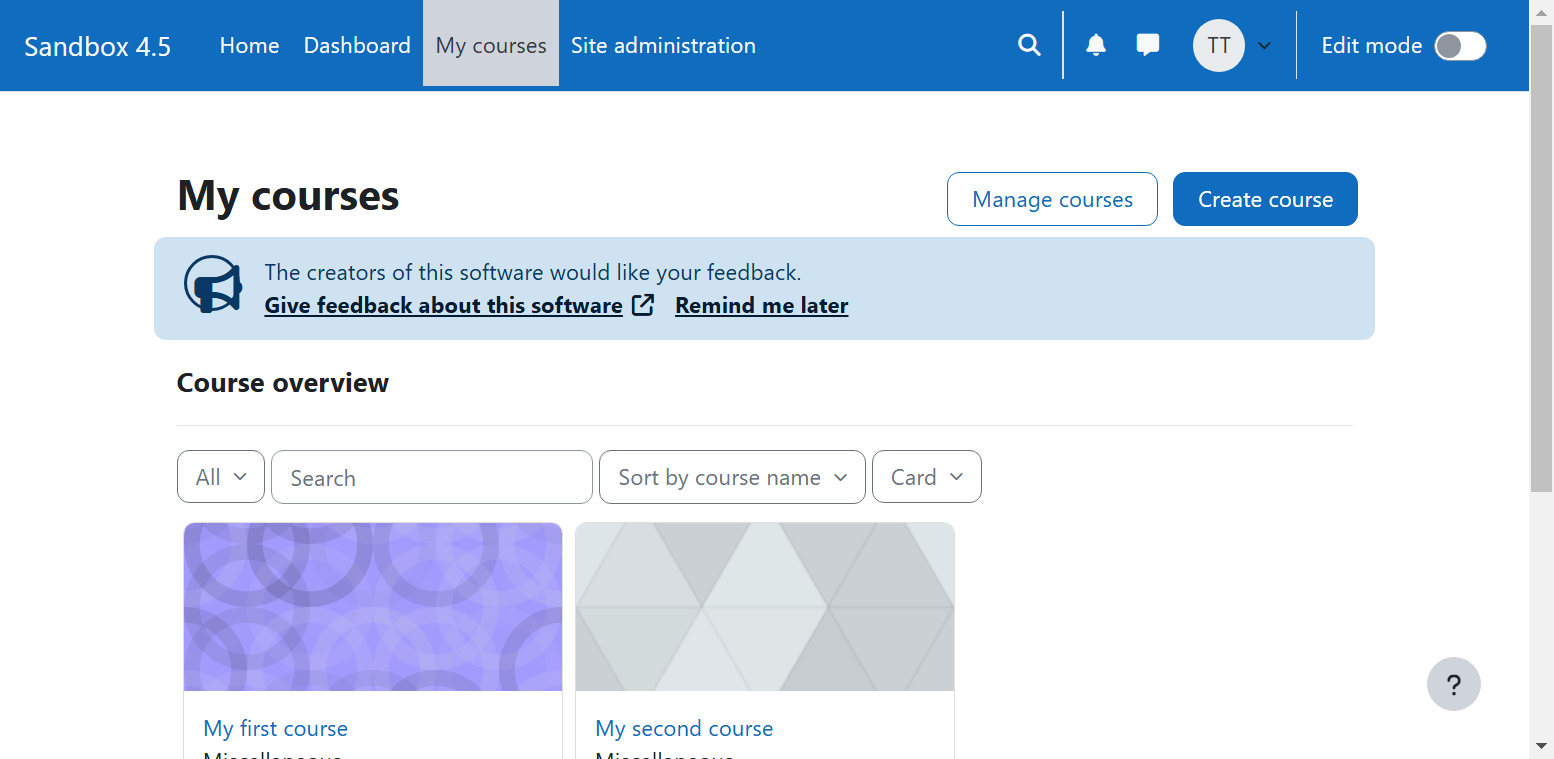 Sandbox 4.5 Home Dashboard My courses Site administration TT Edit mode
My courses
Manage courses Create course
The creators of this software would like your feedback.
Give feedback about this software Remind me later
Course overview
All Search Sort by course name Card
My first course My second course
Miscellaneous Miscellaneous
?